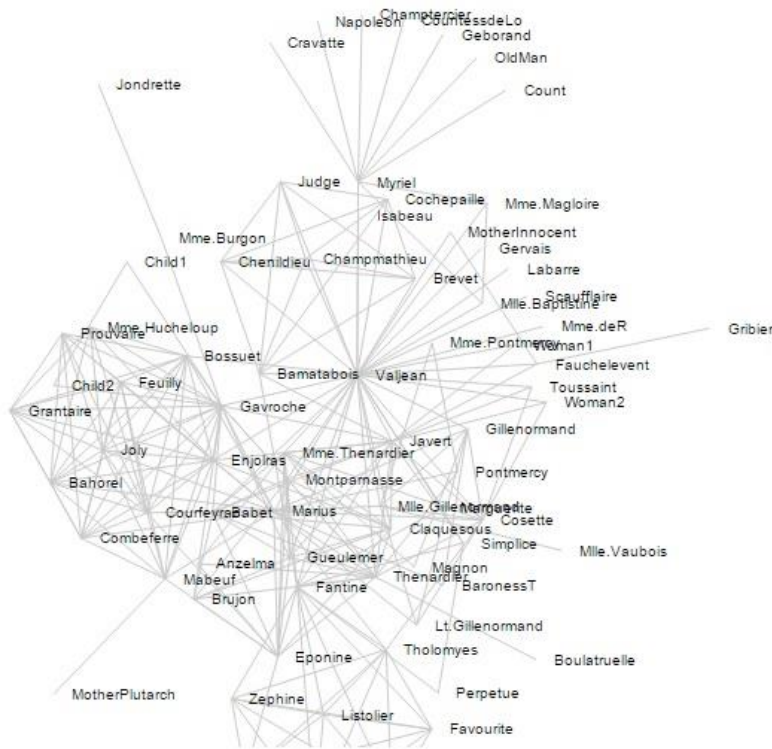 Champtercier
Napoleon
CountessdeLo
Cravatte
Geborand
OldMan
Jondrette
Count
Judge
Myriel
Cochepaille
Mme.Magloire
Isabeau
Mme.Burgon
MotherInnocent
Gervais
Child1
Chenildieu
Champmathieu
Labarre
Brevet
Scaufflaire
Mlle.Baptistine
Mme.Hucheloup
Prouvaire
Mme.deR
Gribier
Mme.Pontmercy
Woman1
Bossuet
Fauchelevent
Bamatabois
Valjean
Child2
Feuilly
Toussaint
Woman2
Grantaire
Gavroche
Gillenormand
Joly
Javert
Mme.Thenardier
Enjolras
Bahorel
Montparnasse
Pontmercy
Mlle.Gillenormand
Marguerite
Courfeyrac
Babet
Marius
Cosette
Claquesous
Combeferre
Simplice
Mlle.Vaubois
Gueulemer
Anzelma
Magnon
Mabeuf
Fantine
Thenardier
BaronessT
Brujon
Lt.Gillenormand
Tholomyes
Eponine
Boulatruelle
MotherPlutarch
Zephine
Perpetue
Listolier
Favourite